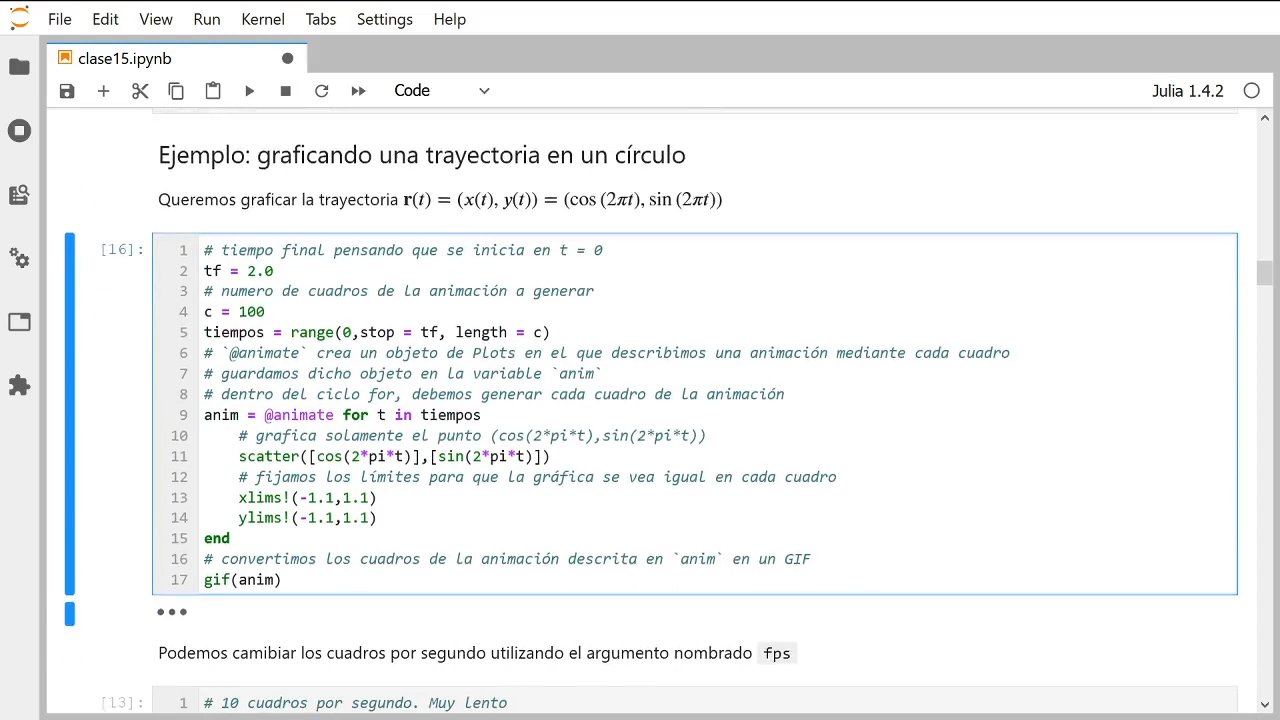 File Edit View Run Kernel Tabs Settings Help
clase15.ipynb
Code
Julia 1.4.2
Ejemplo: graficando una trayectoria en un círculo
Queremos graficar la trayectoria r(t) = (x(t), y(t)) = (cos (2πt), sin (2πt))
[16]:
1 # tiempo final pensando que se inicia en t = 0
2 tf = 2.0
3 # numero de cuadros de la animación a generar
4 c = 100
5 tiempos = range(0,stop = tf, length = c)
6 # `@animate` crea un objeto de Plots en el que describimos una animación mediante cada cuadro
7 # guardamos dicho objeto en la variable `anim`
8 # dentro del ciclo for, debemos generar cada cuadro de la animación
9 anim = @animate for t in tiempos
10 # grafica solamente el punto (cos(2*pi*t),sin(2*pi*t))
11 scatter([cos(2*pi*t)],[sin(2*pi*t)])
12 # fijamos los límites para que la gráfica se vea igual en cada cuadro
13 xlims!(-1.1,1.1)
14 ylims!(-1.1,1.1)
15 end
16 # convertimos los cuadros de la animación descrita en `anim` en un GIF
17 gif(anim)
Podemos camibiar los cuadros por segundo utilizando el argumento nombrado fps
[13]:
1 # 10 cuadros por segundo. Muy lento